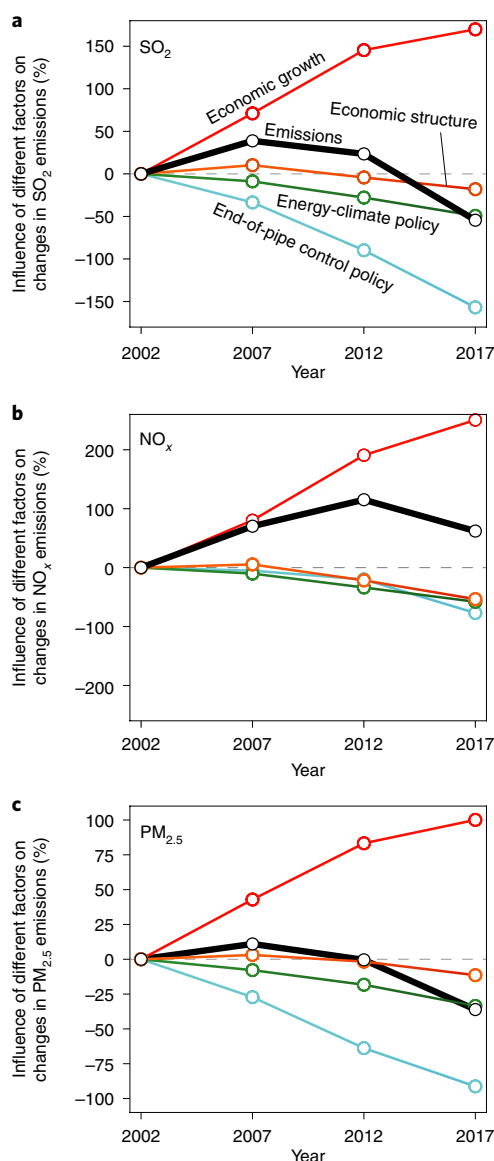 a
SO2
Influence of different factors on
changes in SO2 emissions (%)
150
100
50
0
−50
−100
−150
Economic growth
Emissions
Economic structure
Energy-climate policy
End-of-pipe control policy
2002 2007 2012 2017
Year
b
NOx
Influence of different factors on
changes in NOx emissions (%)
200
100
0
−100
−200
2002 2007 2012 2017
Year
c
PM2.5
Influence of different factors on
changes in PM2.5 emissions (%)
100
75
50
25
0
−25
−50
−75
−100
2002 2007 2012 2017
Year